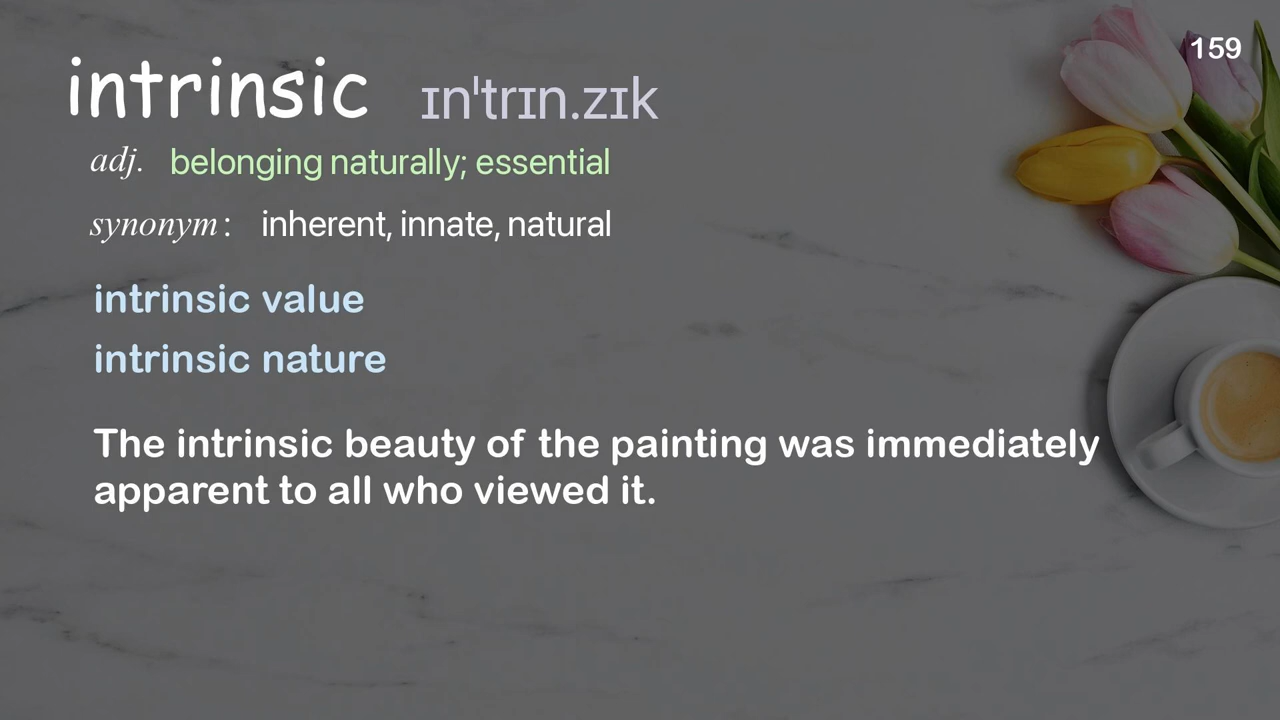 159
intrinsic ɪnˈtrɪn.zɪk
adj. belonging naturally; essential
synonym: inherent, innate, natural
intrinsic value
intrinsic nature
The intrinsic beauty of the painting was immediately
apparent to all who viewed it.